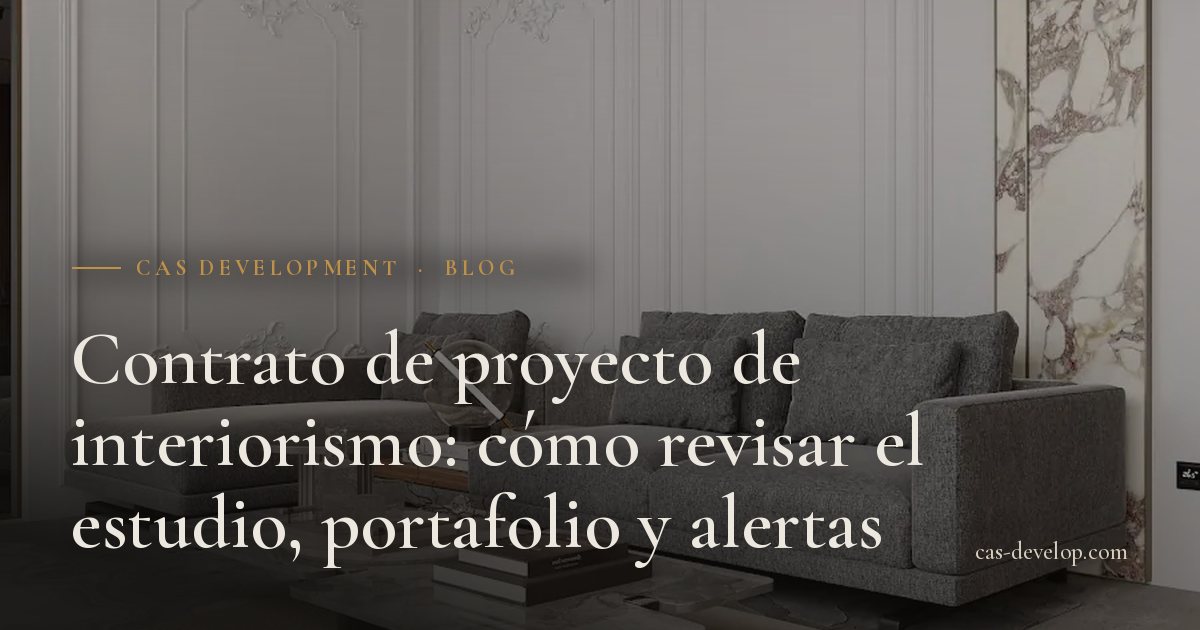 CAS DEVELOPMENT · BLOG
Contrato de proyecto de
interiorismo: cómo revisar el
estudio, portafolio y alertas
cas-develop.com